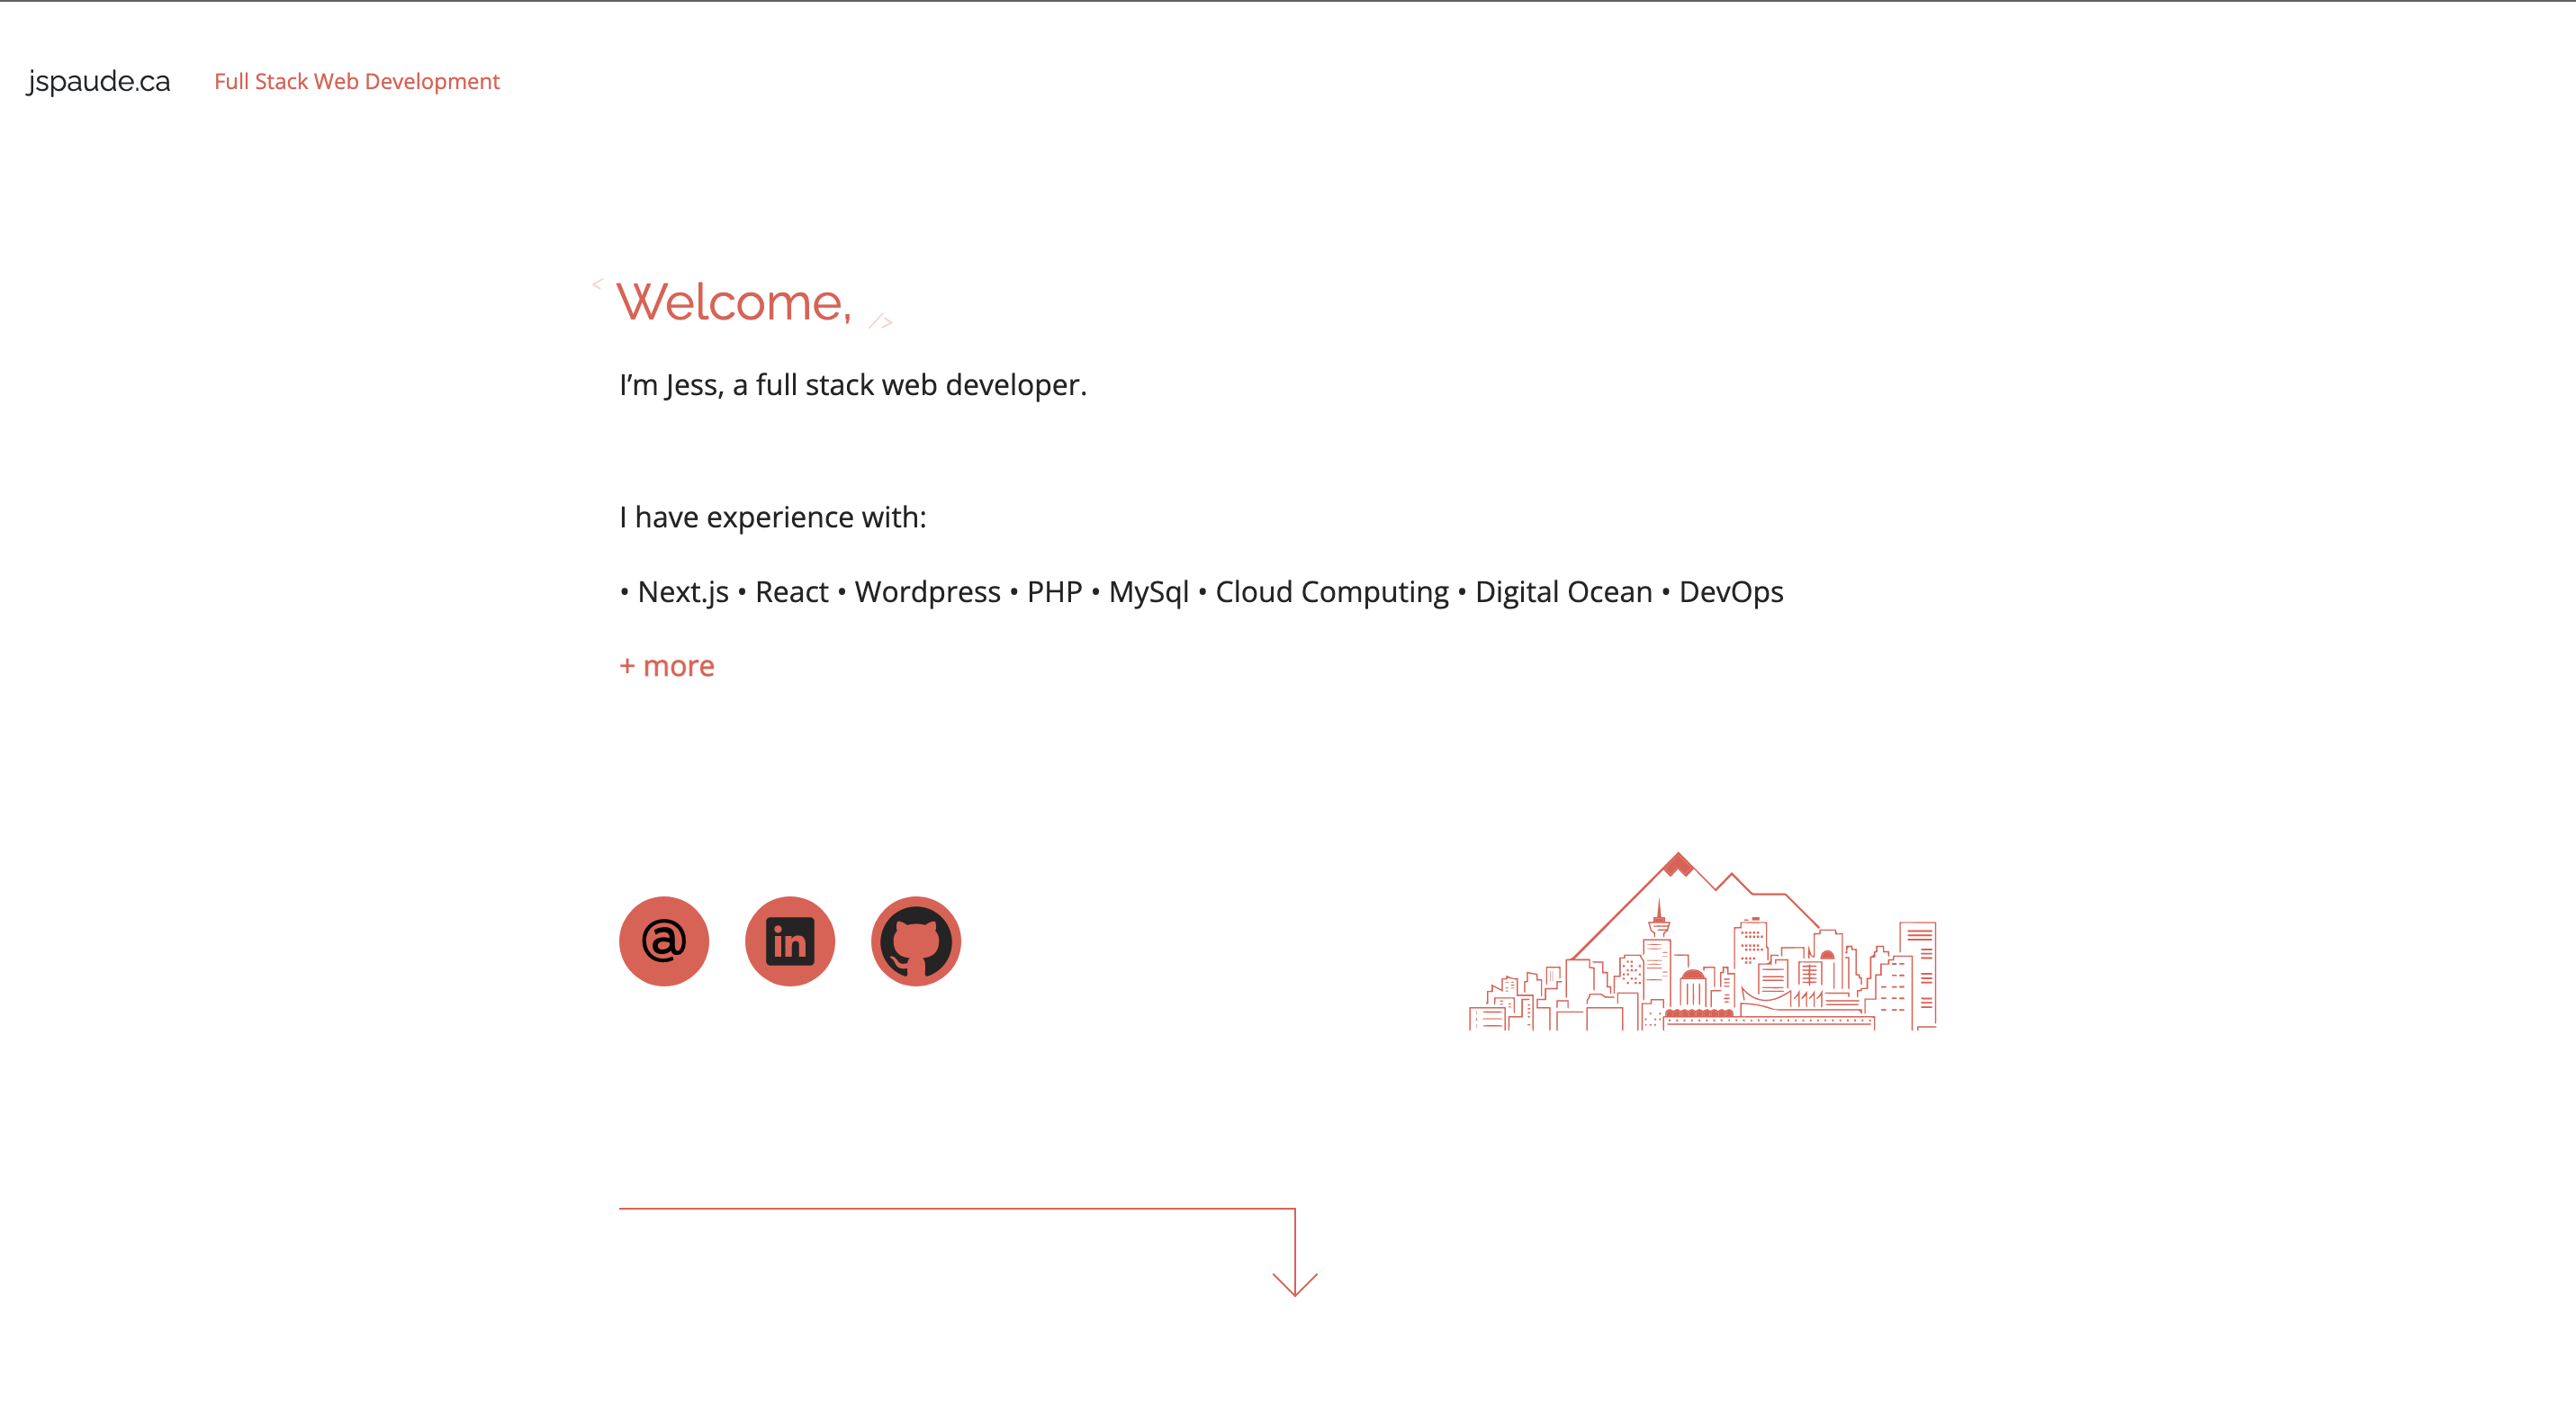 jspaude.ca Full Stack Web Development
< Welcome, />
I’m Jess, a full stack web developer.
I have experience with:
• Next.js • React • Wordpress • PHP • MySql • Cloud Computing • Digital Ocean • DevOps
+ more
@ in